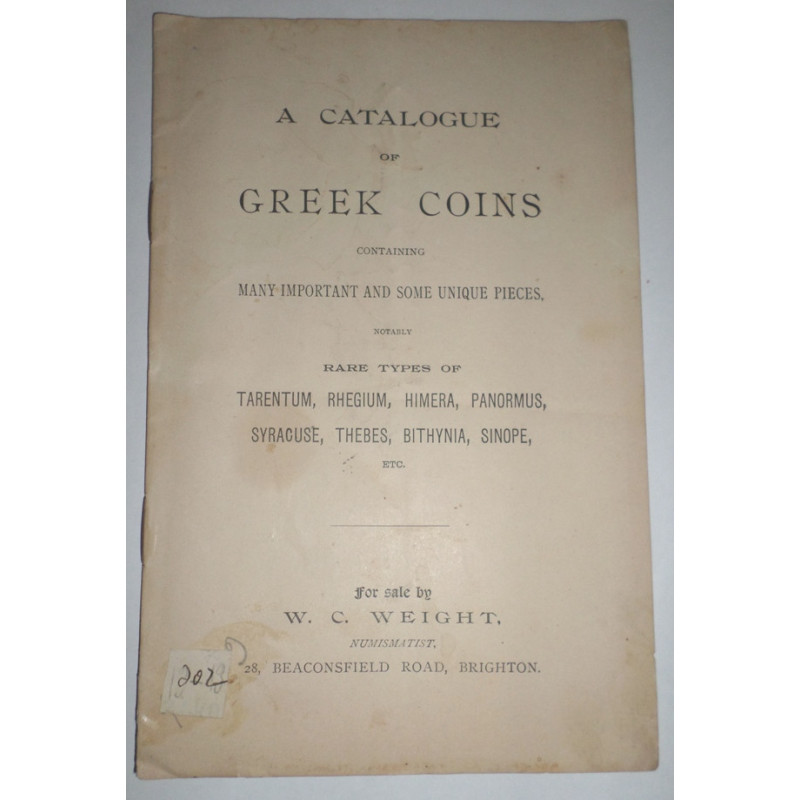 A CATALOGUE
OF
GREEK COINS
CONTAINING
MANY IMPORTANT AND SOME UNIQUE PIECES,
NOTABLY
RARE TYPES OF
TARENTUM, RHEGIUM, HIMERA, PANORMUS,
SYRACUSE, THEBES, BITHYNIA, SINOPE,
ETC.
For sale by
W. C. WEIGHT,
NUMISMATIST,
28, BEACONSFIELD ROAD, BRIGHTON.
202